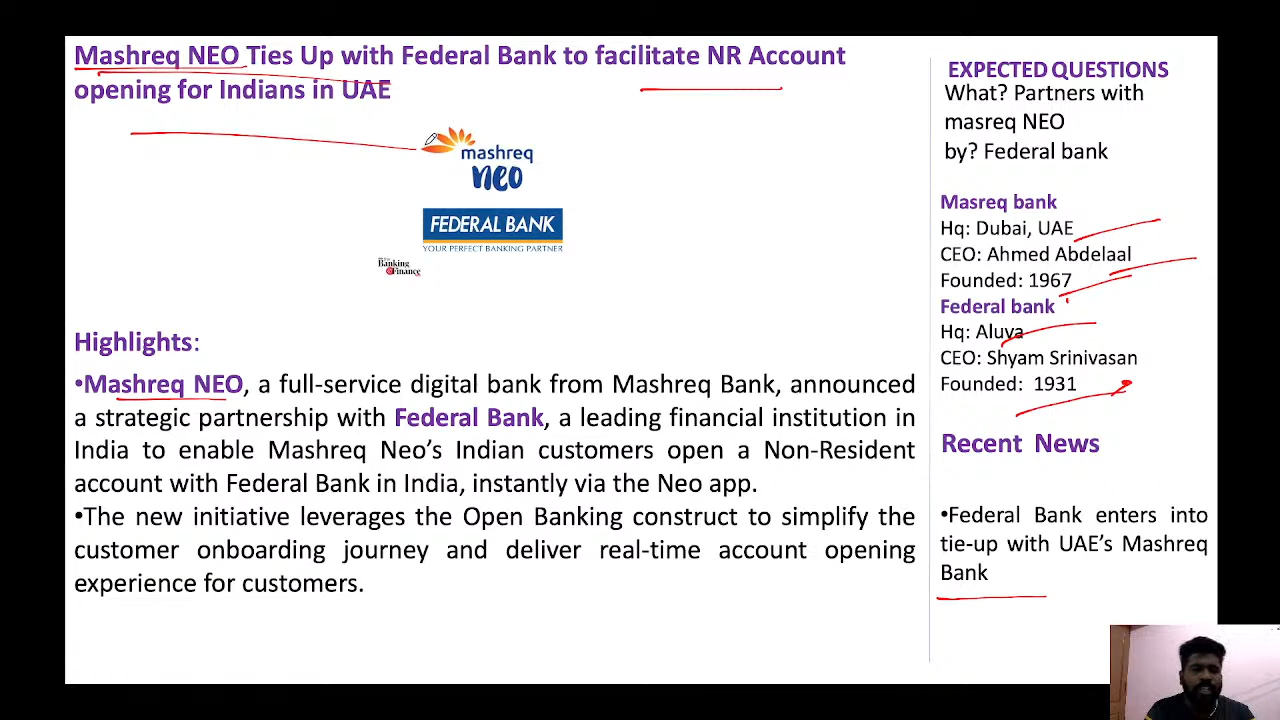 Mashreq NEO Ties Up with Federal Bank to facilitate NR Account
opening for Indians in UAE
mashreq
neo
FEDERAL BANK
YOUR PERFECT BANKING PARTNER
Banking
Finance
Highlights:
•Mashreq NEO, a full-service digital bank from Mashreq Bank, announced
a strategic partnership with Federal Bank, a leading financial institution in
India to enable Mashreq Neo’s Indian customers open a Non-Resident
account with Federal Bank in India, instantly via the Neo app.
•The new initiative leverages the Open Banking construct to simplify the
customer onboarding journey and deliver real-time account opening
experience for customers.
EXPECTED QUESTIONS
What? Partners with
masreq NEO
by? Federal bank
Masreq bank
Hq: Dubai, UAE
CEO: Ahmed Abdelaal
Founded: 1967
Federal bank
Hq: Aluva
CEO: Shyam Srinivasan
Founded: 1931
Recent News
•Federal Bank enters into
tie-up with UAE’s Mashreq
Bank